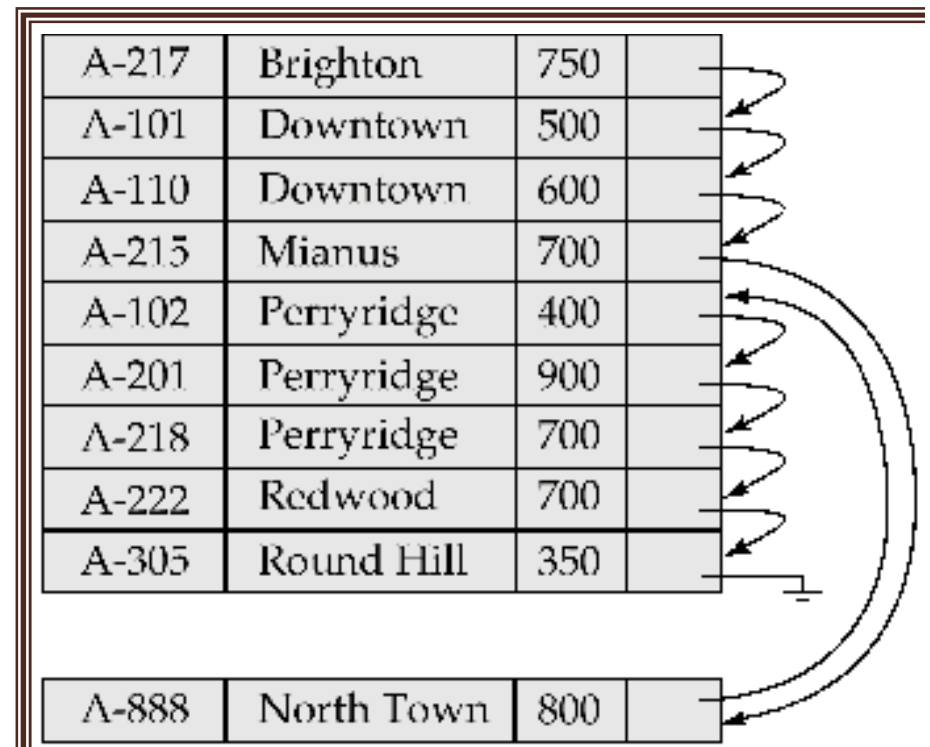 A-217 Brighton 750
A-101 Downtown 500
A-110 Downtown 600
A-215 Mianus 700
A-102 Perryridge 400
A-201 Perryridge 900
A-218 Perryridge 700
A-222 Redwood 700
A-305 Round Hill 350
A-888 North Town 800